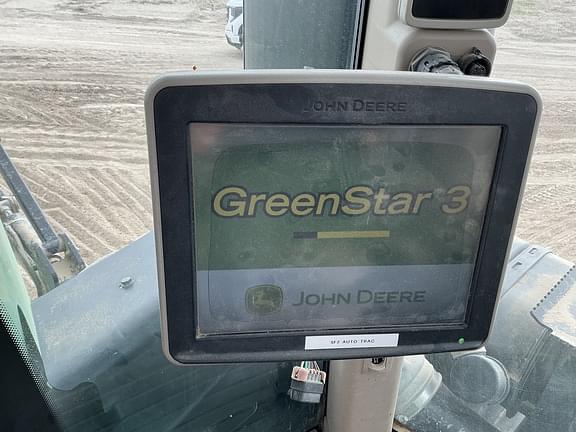 JOHN DEERE
GreenStar 3
JOHN DEERE
SF2 AUTO TRAC